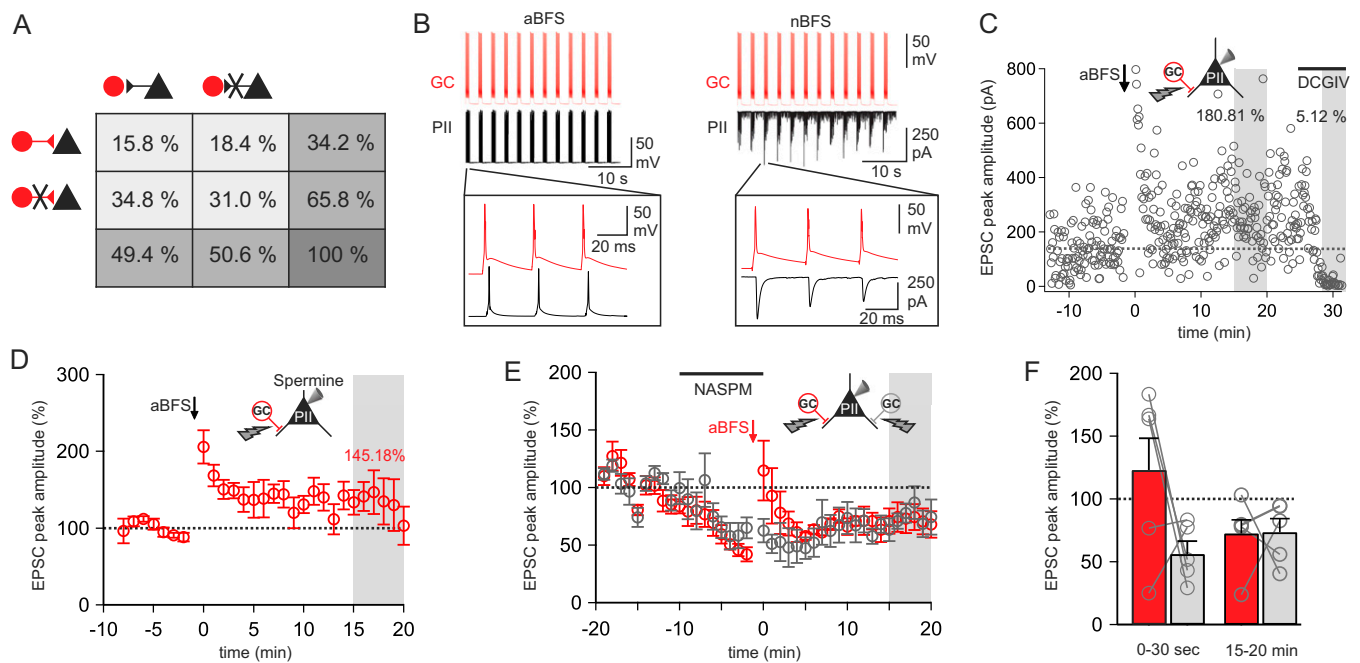 A
15.8 % 18.4 % 34.2 %
34.8 % 31.0 % 65.8 %
49.4 % 50.6 % 100 %
B
aBFS
nBFS
GC
PII
50
mV
10 s
50
mV
20 ms
GC
PII
50
mV
250
pA
10 s
50
mV
250
pA
20 ms
C
EPSC peak amplitude (pA)
800
600
400
200
0
-10 0 10 20 30
time (min)
aBFS
GC
PII
180.81 %
DCGIV
5.12 %
D
EPSC peak amplitude (%)
300
200
100
0
-10 -5 0 5 10 15 20
time (min)
aBFS
Spermine
GC
PII
145.18%
E
EPSC peak amplitude (%)
200
150
100
50
0
-20 -10 0 10 20
time (min)
NASPM
aBFS
GC
PII
GC
F
EPSC peak amplitude (%)
200
150
100
50
0
0-30 sec
15-20 min